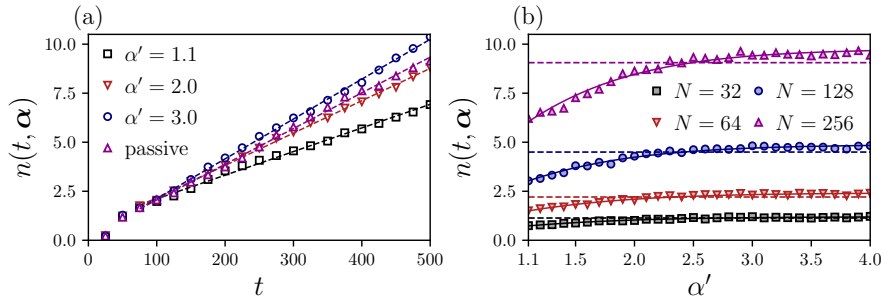 (a)
n(t, α)
10.0
7.5
5.0
2.5
0.0
α′ = 1.1
α′ = 2.0
α′ = 3.0
passive
0 100 200 300 400 500
t
(b)
n(t, α)
10.0
7.5
5.0
2.5
0.0
N = 32 N = 128
N = 64 N = 256
1.1 1.5 2.0 2.5 3.0 3.5 4.0
α′